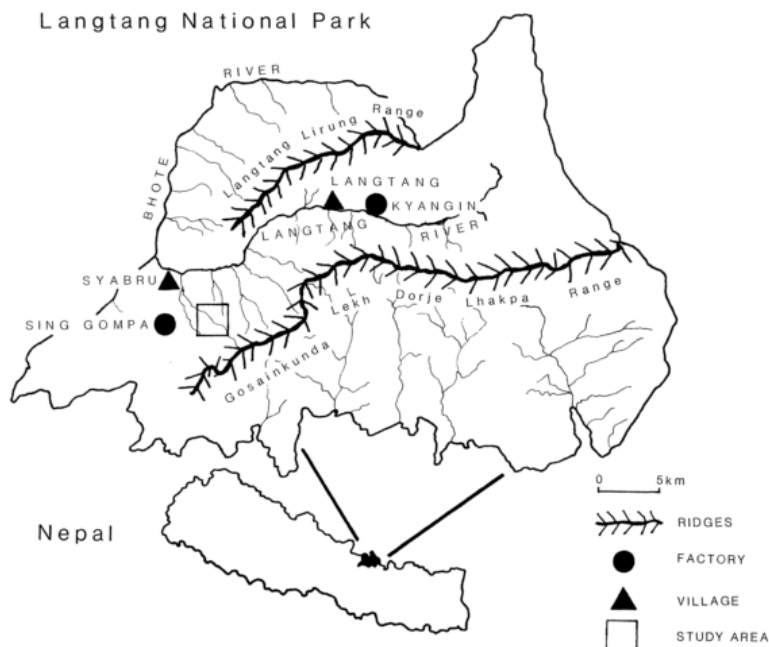 Langtang National Park
RIVER
BHOTE
Langtang Lirung Range
LANGTANG
KYANGIN
LANGTANG RIVER
SYABRU
SING GOMPA
Gosainkunda Lekh Dorje Lhakpa Range
0 5km
Nepal
RIDGES
FACTORY
VILLAGE
STUDY AREA